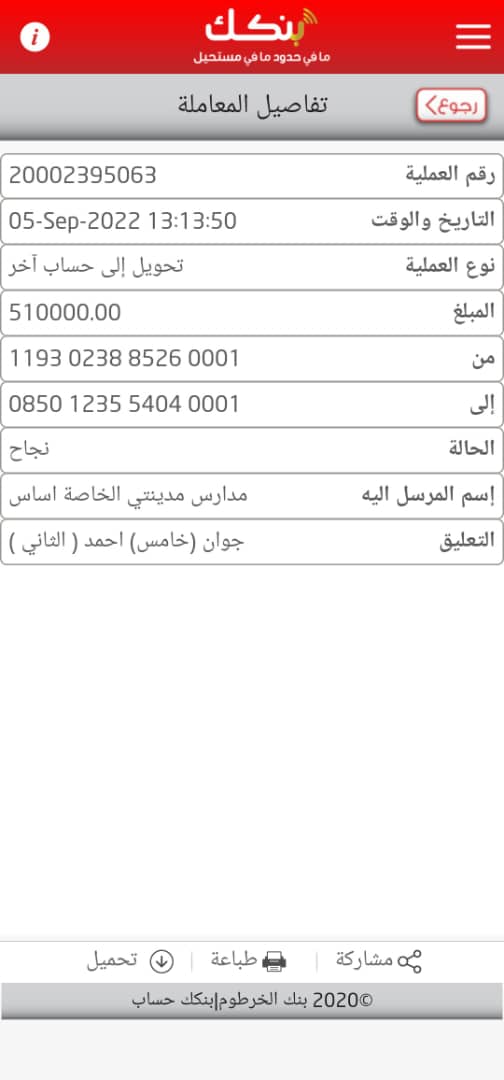 بنكك
ما في حدود ما في مستحيل
رجوع
تفاصيل المعاملة
رقم العملية 20002395063
التاريخ والوقت 05-Sep-2022 13:13:50
نوع العملية تحويل إلى حساب آخر
المبلغ 510000.00
من 1193 0238 8526 0001
إلى 0850 1235 5404 0001
الحالة نجاح
إسم المرسل اليه مدارس مدينتي الخاصة اساس
التعليق جوان (خامس) احمد ( الثاني )
مشاركة | طباعة | تحميل
©2020 بنك الخرطوم|بنكك حساب